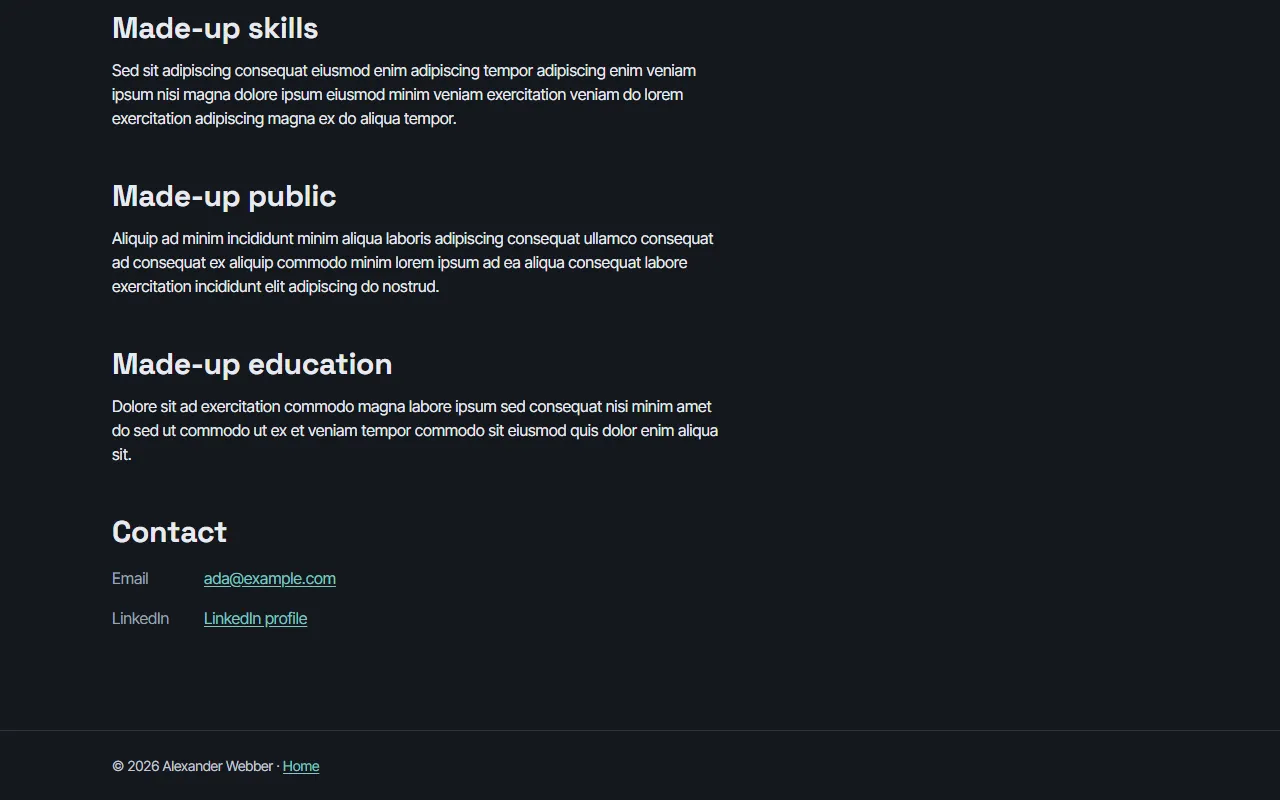 Made-up skills
Sed sit adipiscing consequat eiusmod enim adipiscing tempor adipiscing enim veniam
ipsum nisi magna dolore ipsum eiusmod minim veniam exercitation veniam do lorem
exercitation adipiscing magna ex do aliqua tempor.
Made-up public
Aliquip ad minim incididunt minim aliqua laboris adipiscing consequat ullamco consequat
ad consequat ex aliquip commodo minim lorem ipsum ad ea aliqua consequat labore
exercitation incididunt elit adipiscing do nostrud.
Made-up education
Dolore sit ad exercitation commodo magna labore ipsum sed consequat nisi minim amet
do sed ut commodo ut ex et veniam tempor commodo sit eiusmod quis dolor enim aliqua
sit.
Contact
Email ada@example.com
LinkedIn LinkedIn profile
© 2026 Alexander Webber · Home